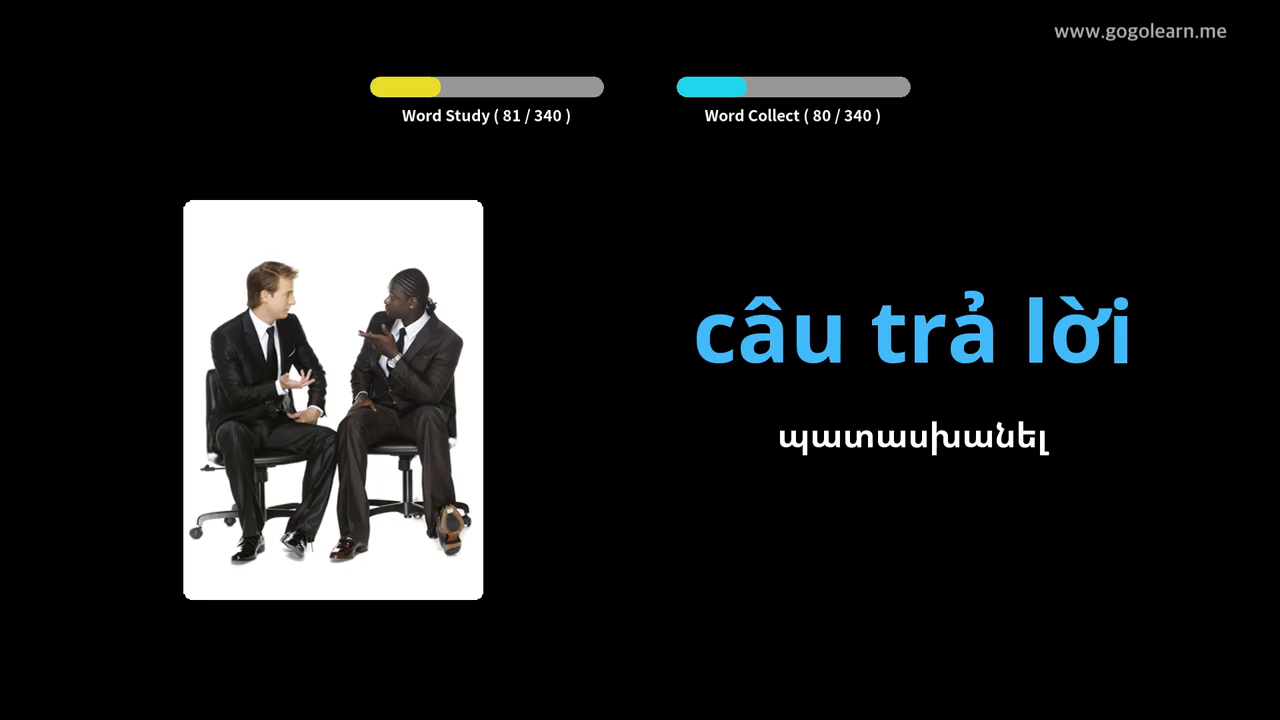 www.gogolearn.me
Word Study ( 81 / 340 )
Word Collect ( 80 / 340 )
câu trả lời
պատասխանել